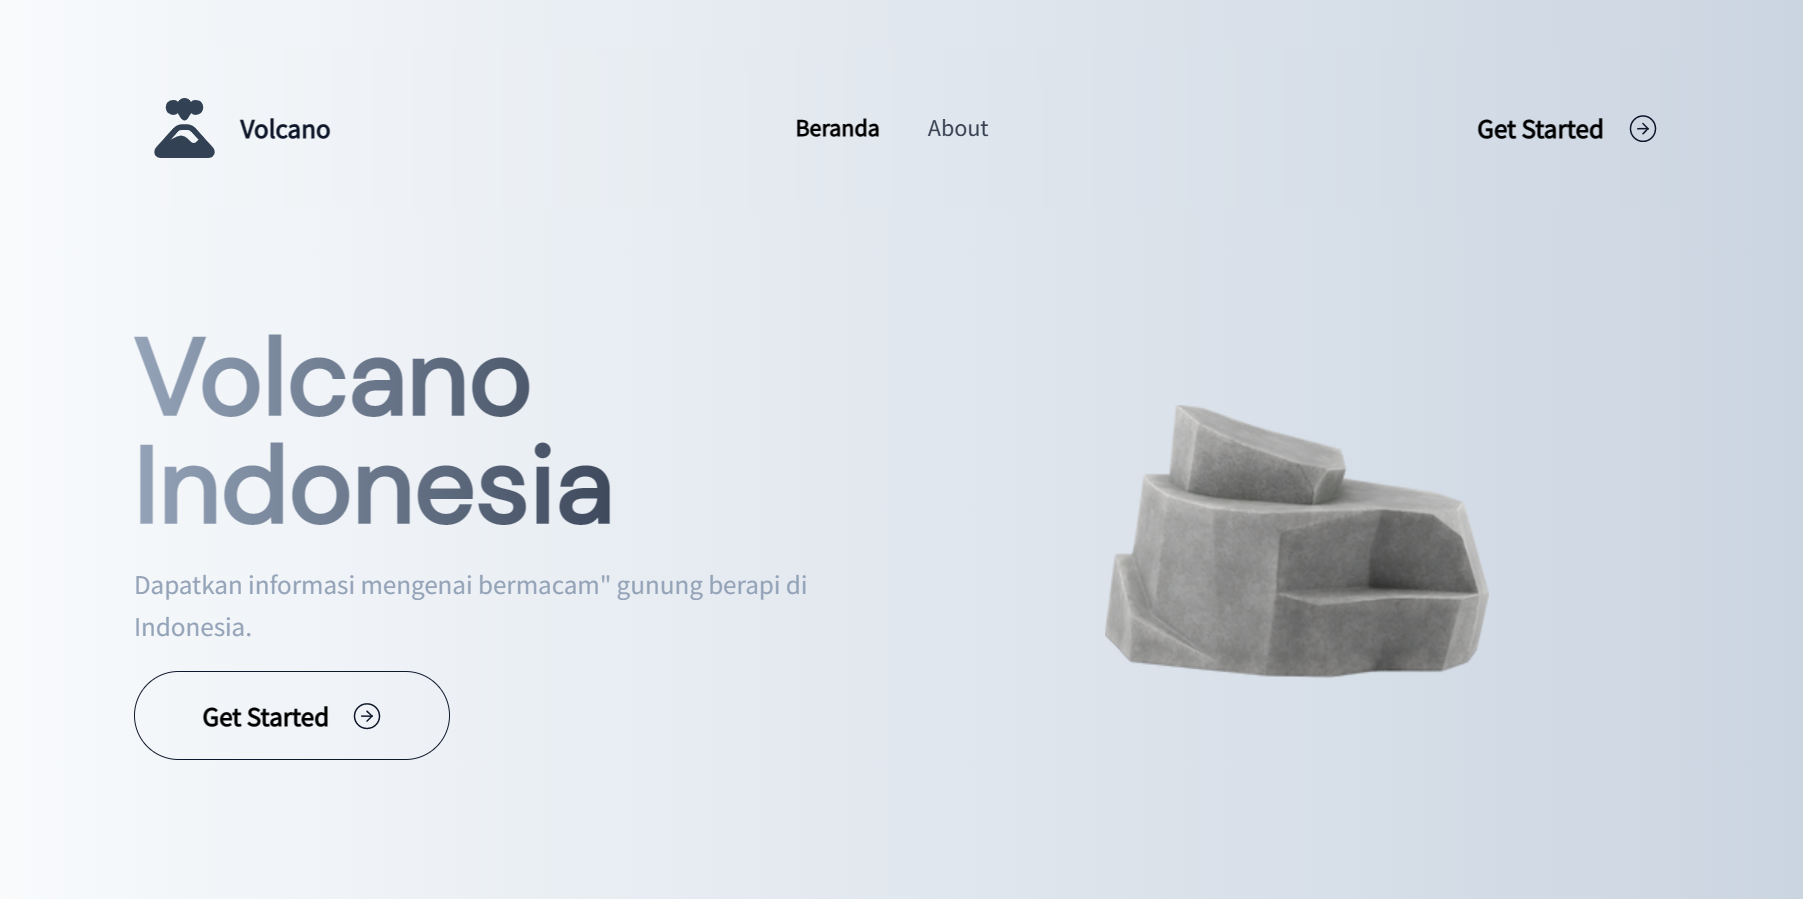 Volcano
Beranda
About
Get Started
Volcano
Indonesia
Dapatkan informasi mengenai bermacam" gunung berapi di
Indonesia.
Get Started